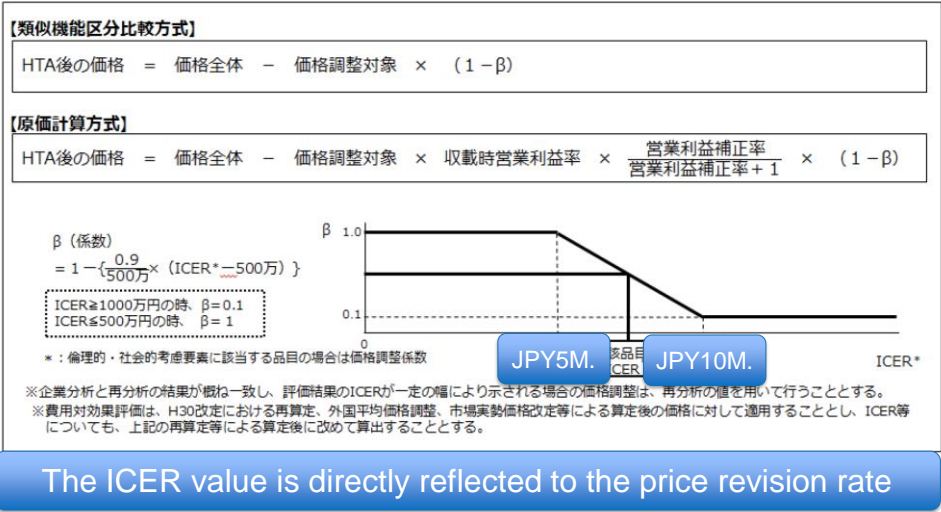 【類似機能区分比較方式】
HTA後の価格 = 価格全体 − 価格調整対象 × (1−β)
【原価計算方式】
HTA後の価格 = 価格全体 − 価格調整対象 × 収載時営業利益率 × 営業利益補正率 / 営業利益補正率+1 × (1−β)
β(係数)
= 1−{0.9/500万×(ICER*−500万)}
ICER≧1000万円の時、β=0.1
ICER≦500万円の時、 β= 1
β 1.0
0.1
0
JPY5M.
該品目
ICER
JPY10M.
ICER*
*:倫理的・社会的考慮要素に該当する品目の場合は価格調整係数
※企業分析と再分析の結果が概ね一致し、評価結果のICERが一定の幅により示される場合の価格調整は、再分析の値を用いて行うこととする。
※費用対効果評価は、H30改定における再算定、外国平均価格調整、市場実勢価格改定等による算定後の価格に対して適用することとし、ICER等
についても、上記の再算定等による算定後に改めて算出することとする。
The ICER value is directly reflected to the price revision rate